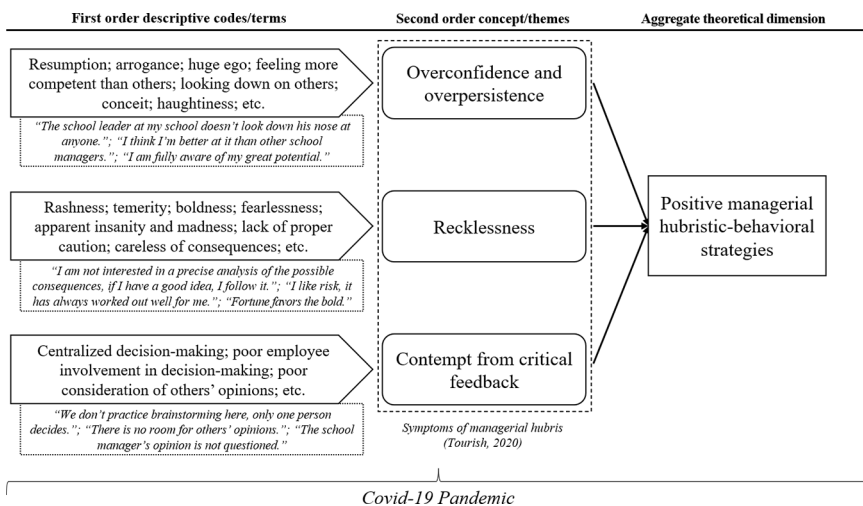 First order descriptive codes/terms
Second order concept/themes
Aggregate theoretical dimension
Resumption; arrogance; huge ego; feeling more
competent than others; looking down on others;
conceit; haughtiness; etc.
“The school leader at my school doesn’t look down his nose at
anyone.”; “I think I’m better at it than other school
managers.”; “I am fully aware of my great potential.”
Overconfidence and
overpersistence
Rashness; temerity; boldness; fearlessness;
apparent insanity and madness; lack of proper
caution; careless of consequences; etc.
“I am not interested in a precise analysis of the possible
consequences, if I have a good idea, I follow it.”; “I like risk, it
has always worked out well for me.”; “Fortune favors the bold.”
Recklessness
Positive managerial
hubristic-behavioral
strategies
Centralized decision-making; poor employee
involvement in decision-making; poor
consideration of others’ opinions; etc.
“We don’t practice brainstorming here, only one person
decides.”; “There is no room for others’ opinions.”; “The school
manager’s opinion is not questioned.”
Contempt from critical
feedback
Symptoms of managerial hubris
(Tourish, 2020)
Covid-19 Pandemic